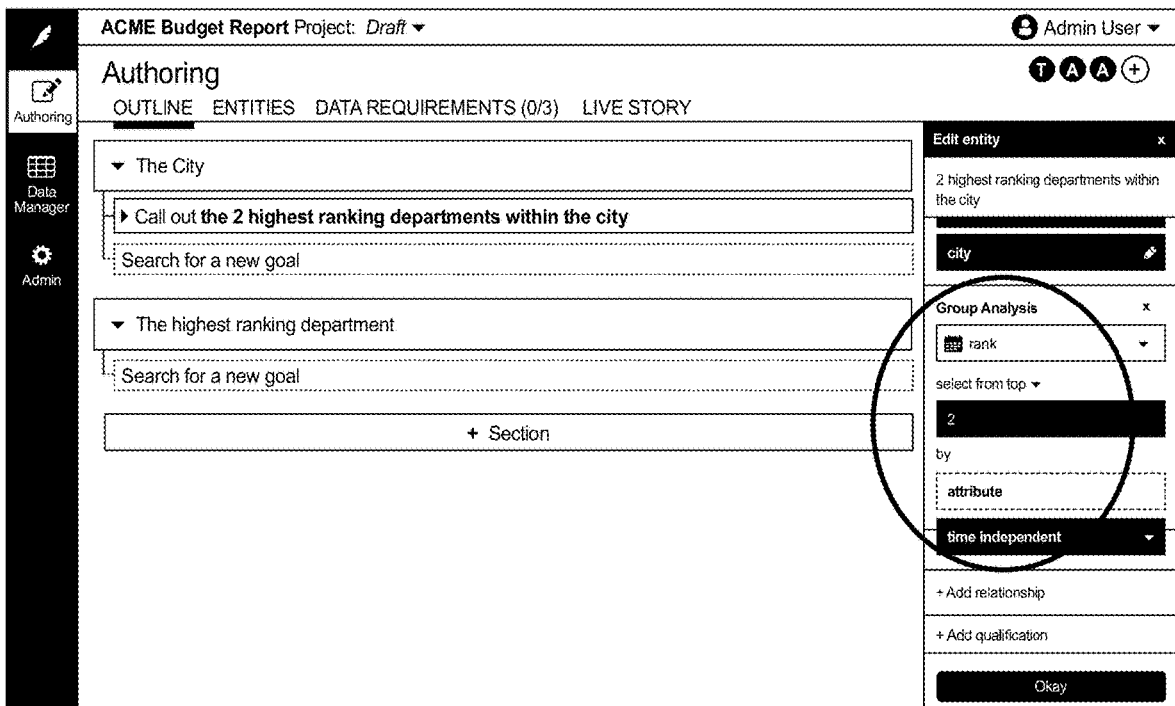 ACME Budget Report Project: Draft
Admin User
Authoring
T A A +
Authoring
OUTLINE ENTITIES DATA REQUIREMENTS (0/3) LIVE STORY
Data
Manager
Admin
The City
Call out the 2 highest ranking departments within the city
Search for a new goal
The highest ranking department
Search for a new goal
+ Section
Edit entity x
2 highest ranking departments within
the city
city
Group Analysis x
rank
select from top
2
by
attribute
time independent
+ Add relationship
+ Add qualification
Okay